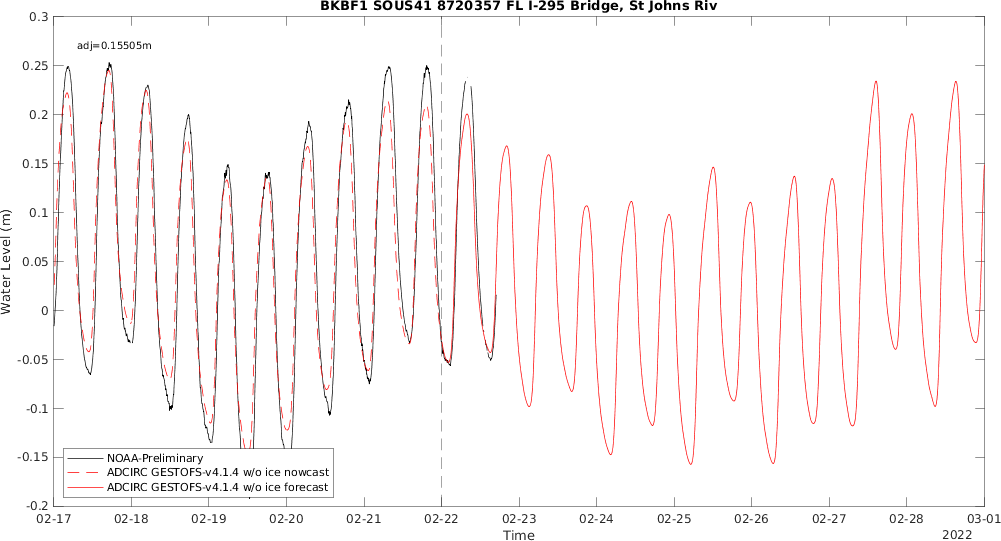 BKBF1 SOUS41 8720357 FL I-295 Bridge, St Johns Riv
adj=0.15505m
0.3
0.25
0.2
0.15
0.1
0.05
0
-0.05
-0.1
-0.15
-0.2
Water Level (m)
NOAA-Preliminary
ADCIRC GESTOFS-v4.1.4 w/o ice nowcast
ADCIRC GESTOFS-v4.1.4 w/o ice forecast
02-17 02-18 02-19 02-20 02-21 02-22 02-23 02-24 02-25 02-26 02-27 02-28 03-01
Time
2022